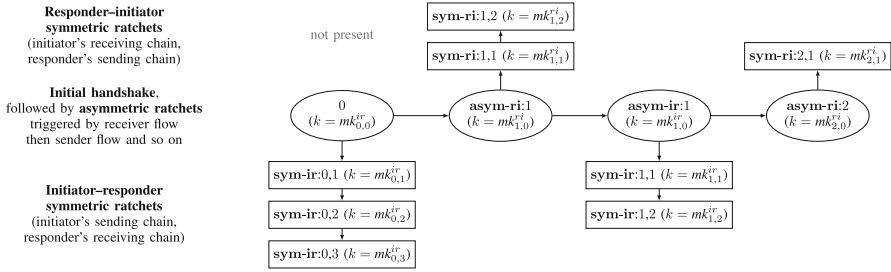 Responder–initiator
symmetric ratchets
(initiator's receiving chain,
responder's sending chain)
not present
sym-ri:1,2 (k = mk^{ri}_{1,2})
sym-ri:1,1 (k = mk^{ri}_{1,1})
sym-ri:2,1 (k = mk^{ri}_{2,1})
Initial handshake,
followed by asymmetric ratchets
triggered by receiver flow
then sender flow and so on
0
(k = mk^{ir}_{0,0})
asym-ri:1
(k = mk^{ri}_{1,0})
asym-ir:1
(k = mk^{ir}_{1,0})
asym-ri:2
(k = mk^{ri}_{2,0})
Initiator–responder
symmetric ratchets
(initiator's sending chain,
responder's receiving chain)
sym-ir:0,1 (k = mk^{ir}_{0,1})
sym-ir:0,2 (k = mk^{ir}_{0,2})
sym-ir:0,3 (k = mk^{ir}_{0,3})
sym-ir:1,1 (k = mk^{ir}_{1,1})
sym-ir:1,2 (k = mk^{ir}_{1,2})